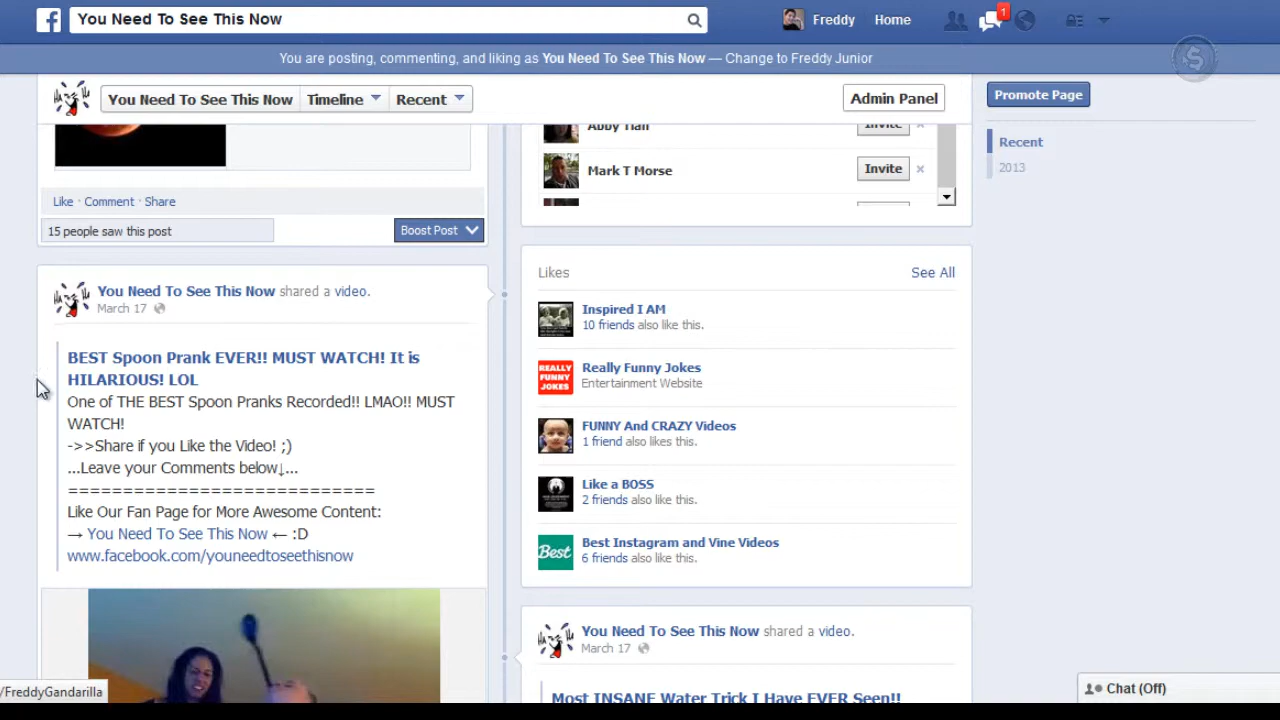 You Need To See This Now
Freddy
Home
1
You are posting, commenting, and liking as You Need To See This Now — Change to Freddy Junior
You Need To See This Now
Timeline
Recent
Admin Panel
Promote Page
Recent
2013
Like · Comment · Share
15 people saw this post
Boost Post
You Need To See This Now shared a video.
March 17
BEST Spoon Prank EVER!! MUST WATCH! It is
HILARIOUS! LOL
One of THE BEST Spoon Pranks Recorded!! LMAO!! MUST
WATCH!
->>Share if you Like the Video! ;)
...Leave your Comments below↓...
============================
Like Our Fan Page for More Awesome Content:
→ You Need To See This Now ← :D
www.facebook.com/youneedtoseethisnow
/FreddyGandarilla
Abby Tian
Invite
Mark T Morse
Invite
Likes
See All
Inspired I AM
10 friends also like this.
REALLY
FUNNY
JOKES
Really Funny Jokes
Entertainment Website
FUNNY And CRAZY Videos
1 friend also likes this.
Like a BOSS
2 friends also like this.
Best
Best Instagram and Vine Videos
6 friends also like this.
You Need To See This Now shared a video.
March 17
Most INSANE Water Trick I Have EVER Seen!!
Chat (Off)